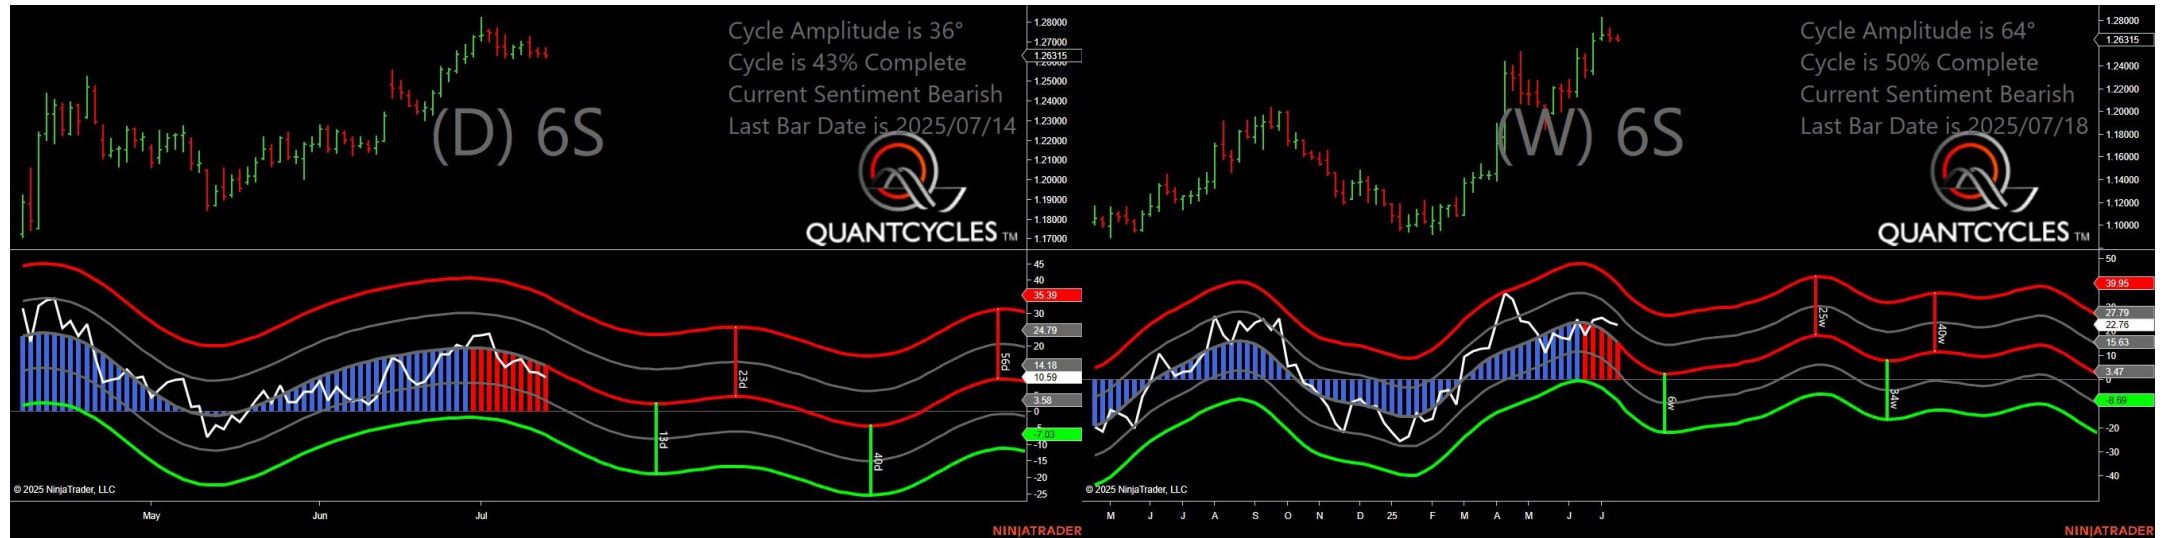 Cycle Amplitude is 36°
Cycle is 43% Complete
Current Sentiment Bearish
Last Bar Date is 2025/07/14
(D) 6S
QUANTCYCLES TM
1.28000
1.27000
1.26315
1.25000
1.24000
1.23000
1.22000
1.21000
1.20000
1.19000
1.18000
1.17000
45
40
35.39
30
24.79
20
14.18
10.59
3.58
0
-7.03
-10
-15
-20
-25
13d
23d
40d
56d
© 2025 NinjaTrader, LLC
May Jun Jul
NINJATRADER
Cycle Amplitude is 64°
Cycle is 50% Complete
Current Sentiment Bearish
Last Bar Date is 2025/07/18
(W) 6S
QUANTCYCLES TM
1.28000
1.26315
1.24000
1.22000
1.20000
1.18000
1.16000
1.14000
1.12000
1.10000
50
39.95
27.79
22.76
15.63
10
3.47
0
-8.69
-20
-30
-40
6w
25w
34w
40w
© 2025 NinjaTrader, LLC
M J J A S O N D 25 F M A M J J
NINJATRADER